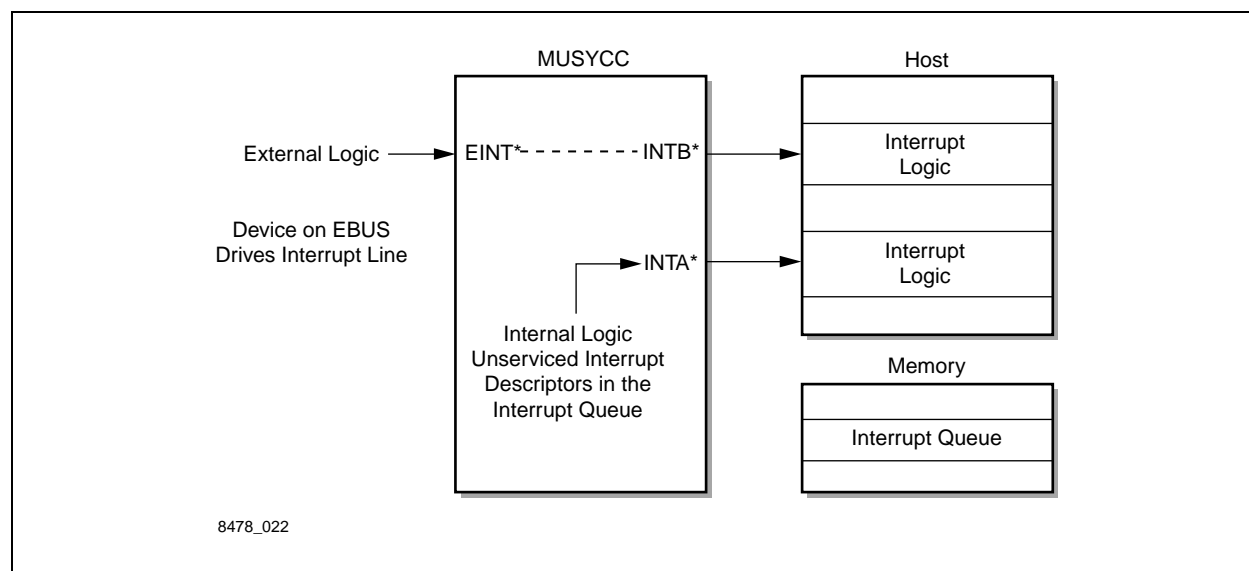 MUSYCC
Host
External Logic
EINT*
INTB*
Interrupt
Logic
Device on EBUS
Drives Interrupt Line
INTA*
Interrupt
Logic
Internal Logic
Unserviced Interrupt
Descriptors in the
Interrupt Queue
Memory
Interrupt Queue
8478_022